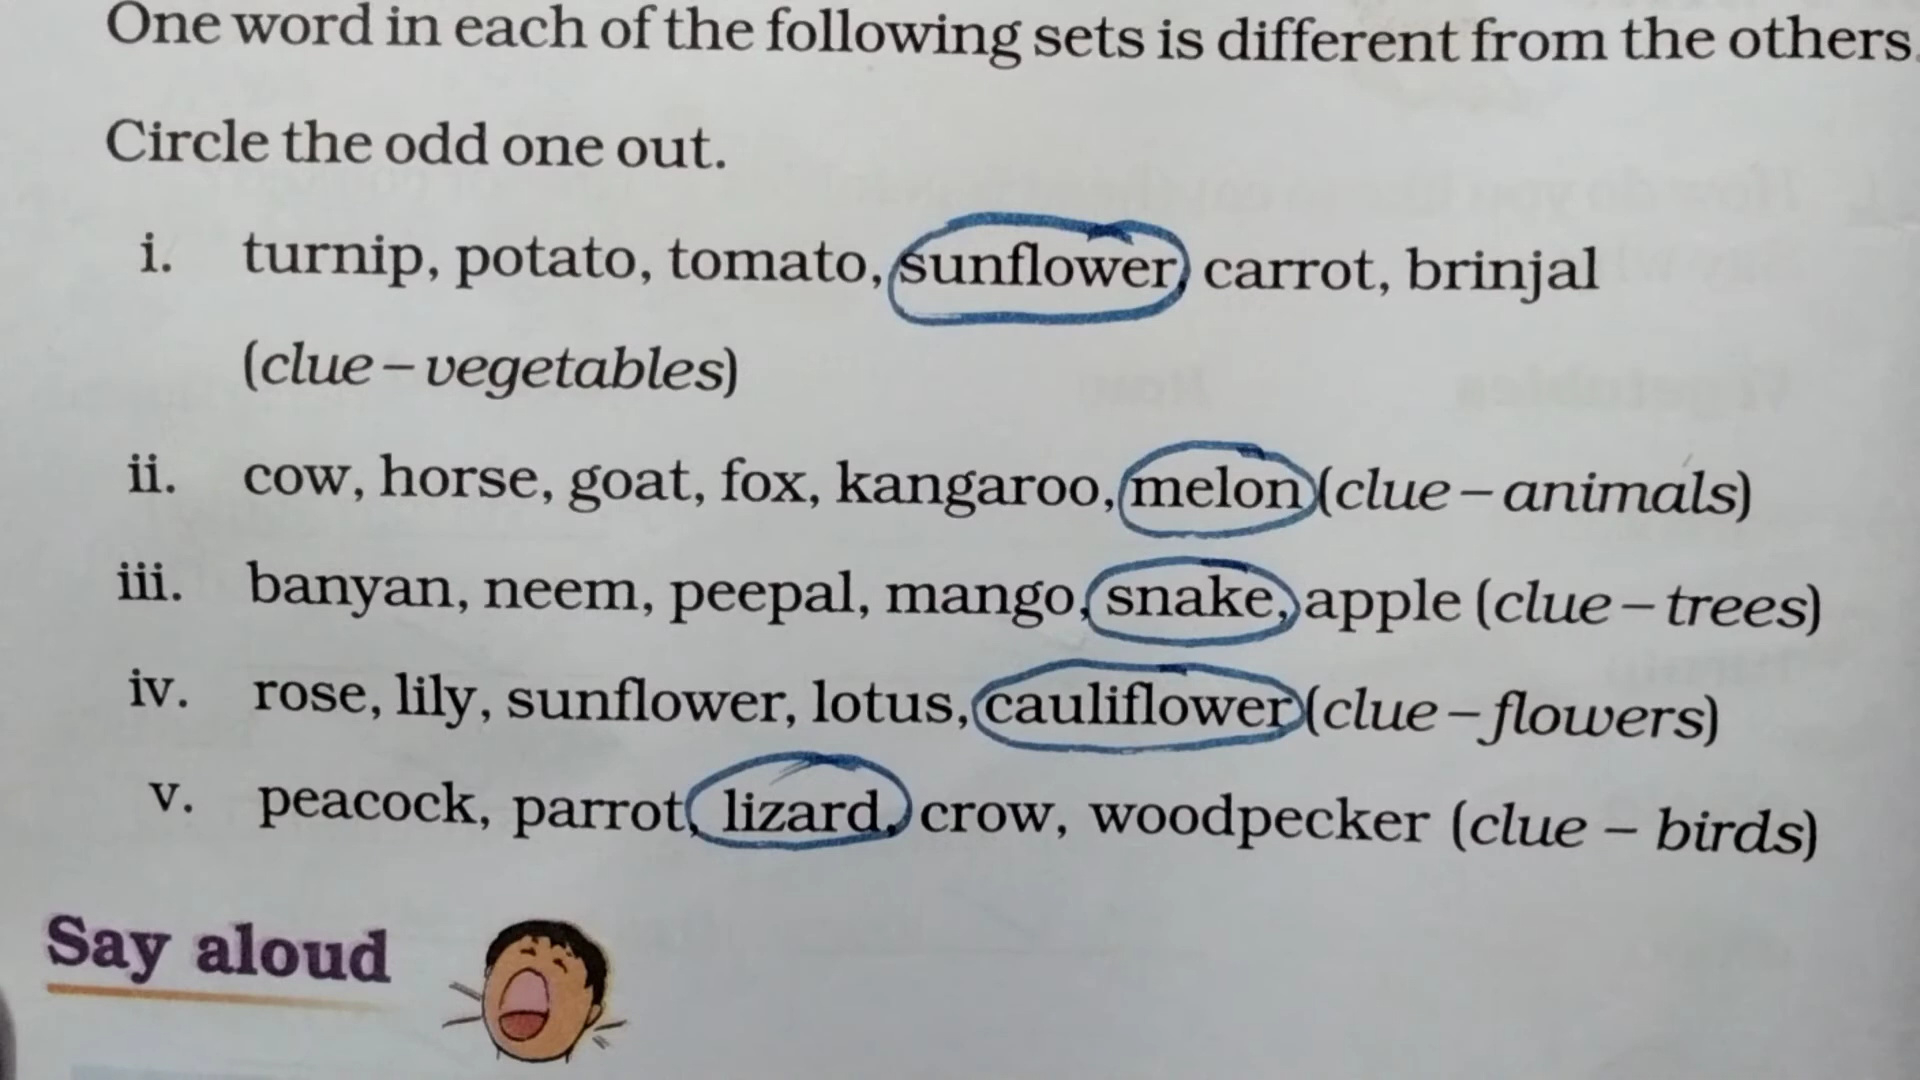 One word in each of the following sets is different from the others.
Circle the odd one out.
i. turnip, potato, tomato, sunflower, carrot, brinjal
(clue – vegetables)
ii. cow, horse, goat, fox, kangaroo, melon (clue – animals)
iii. banyan, neem, peepal, mango, snake, apple (clue – trees)
iv. rose, lily, sunflower, lotus, cauliflower (clue – flowers)
v. peacock, parrot, lizard, crow, woodpecker (clue – birds)
Say aloud